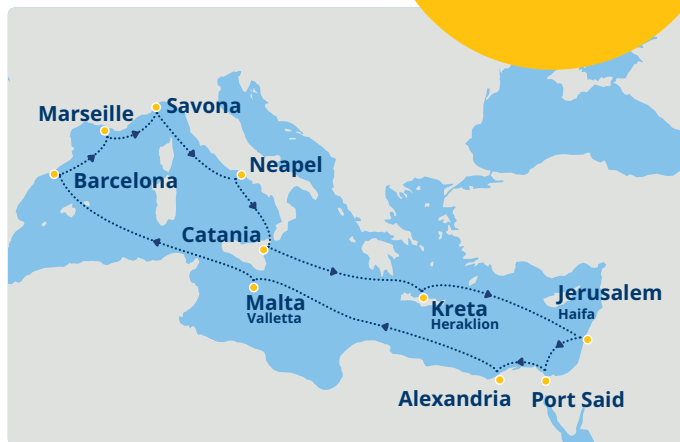 Savona
Marseille
Neapel
Barcelona
Catania
Malta
Valletta
Kreta
Heraklion
Jerusalem
Haifa
Alexandria
Port Said